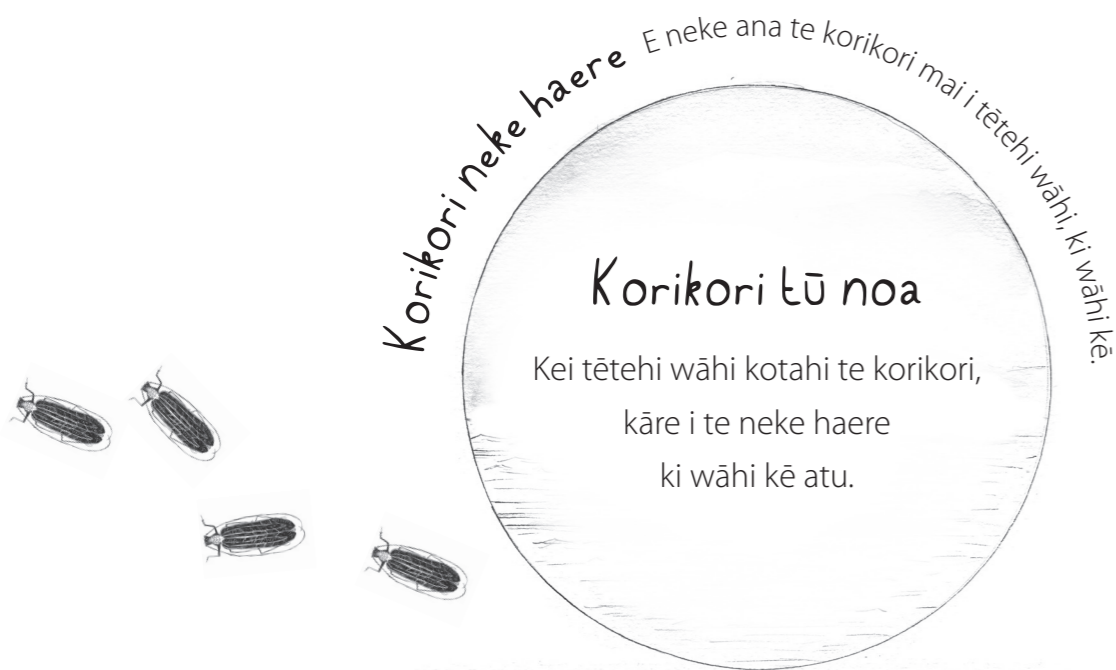 Korikori neke haere
E neke ana te korikori mai i tētehi wāhi, ki wāhi kē.
Korikori tū noa
Kei tētehi wāhi kotahi te korikori,
kāre i te neke haere
ki wāhi kē atu.